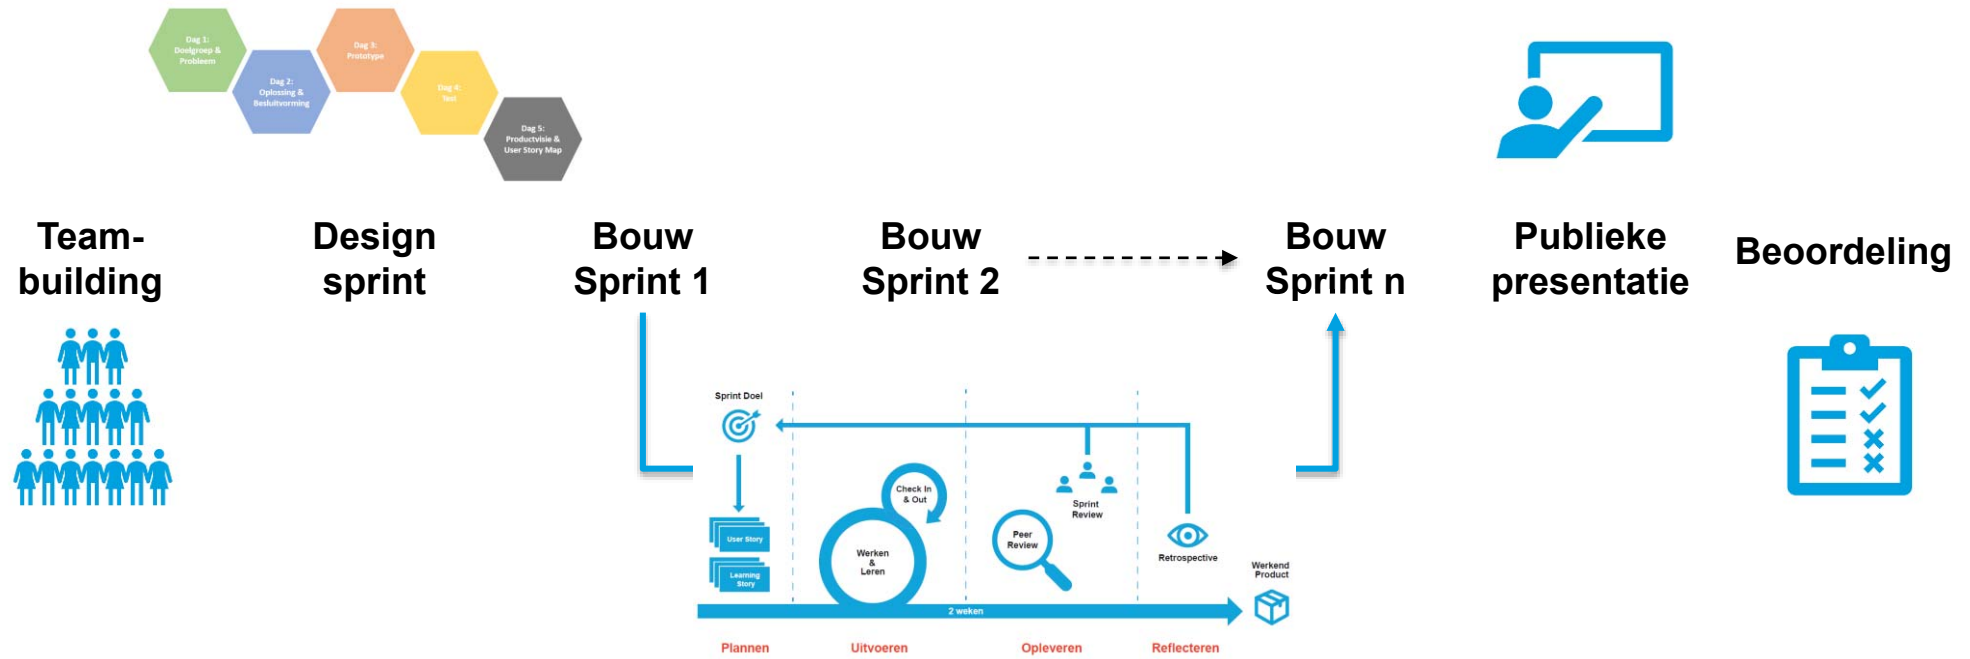 Dag 1:
Doelgroep &
Probleem
Dag 2:
Oplossing &
Besluitvorming
Dag 3:
Prototype
Dag 4:
Test
Dag 5:
Productvisie &
User Story Map
Team-
building
Design
sprint
Bouw
Sprint 1
Bouw
Sprint 2
Bouw
Sprint n
Publieke
presentatie
Beoordeling
Sprint Doel
User Story
Learning
Story
Check In
& Out
Werken
&
Leren
Peer
Review
Sprint
Review
Retrospective
Werkend
Product
2 weken
Plannen
Uitvoeren
Opleveren
Reflecteren